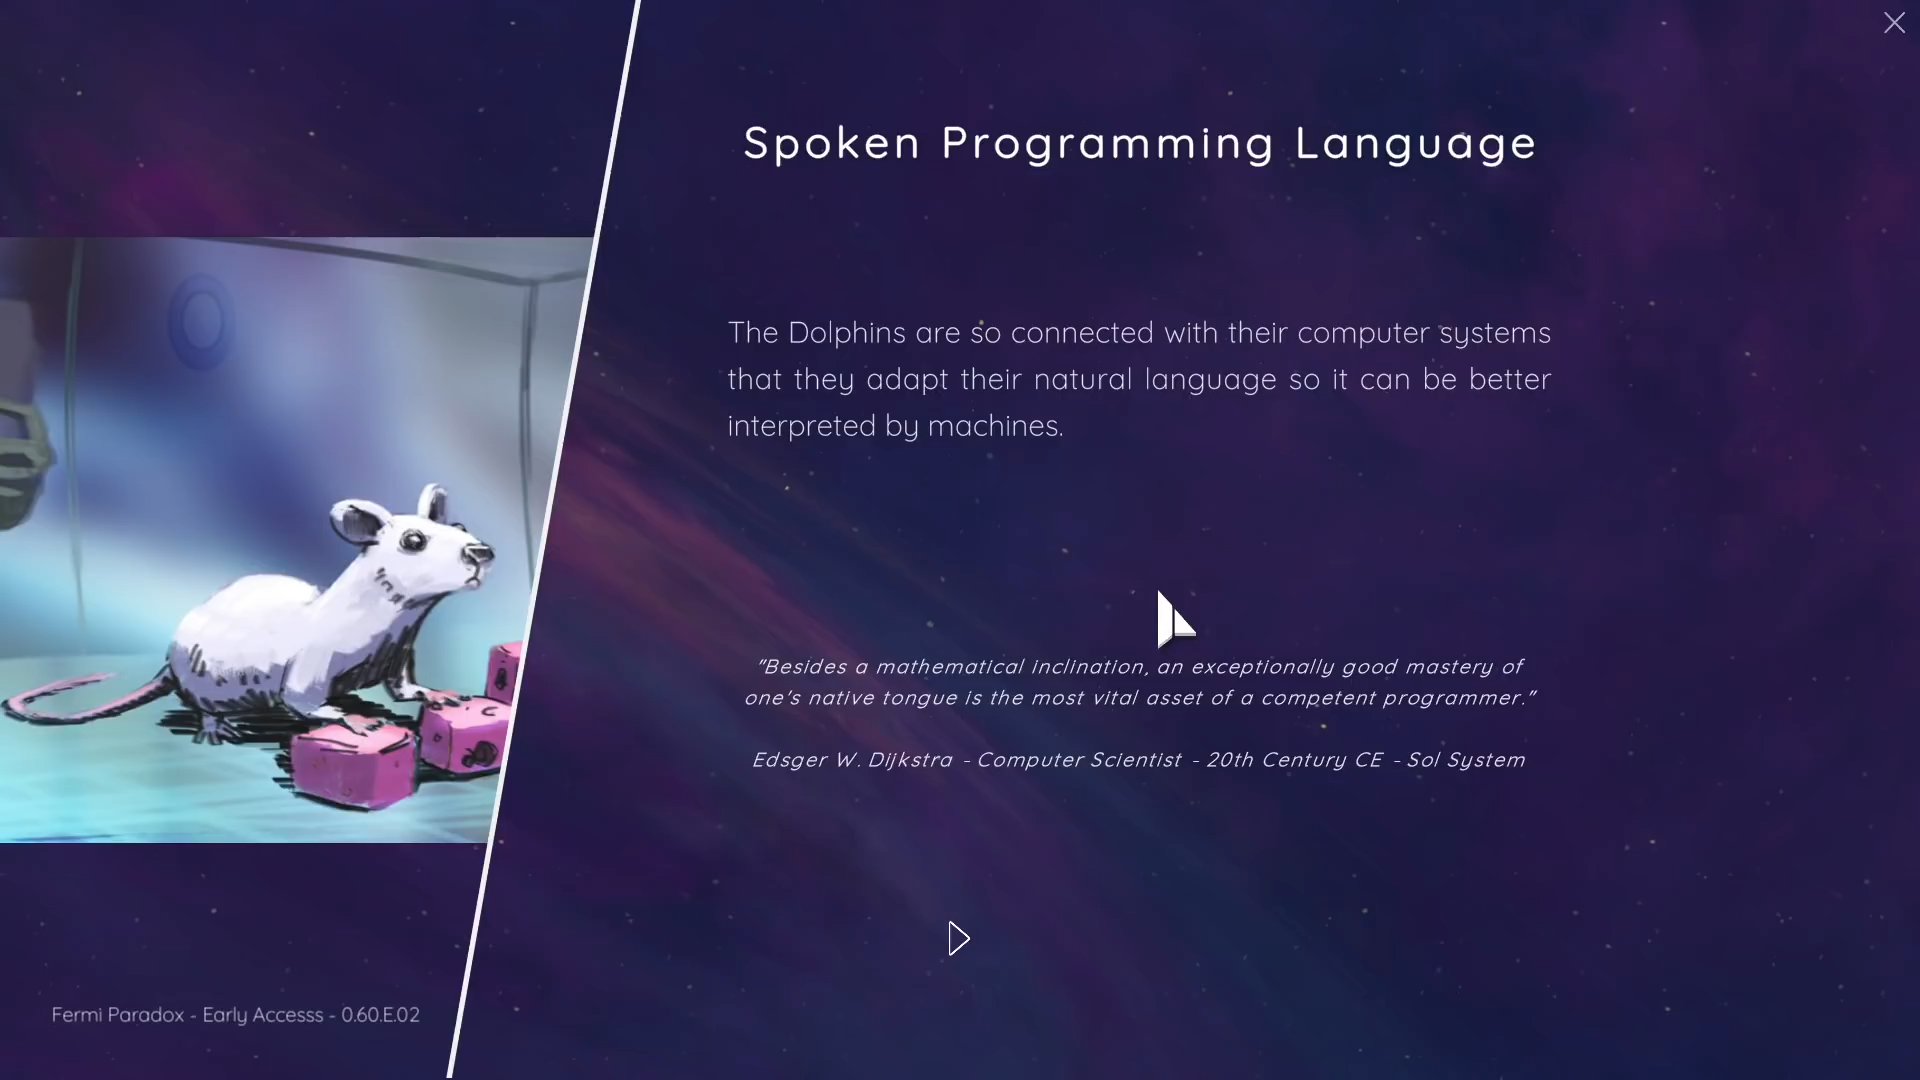 Spoken Programming Language
The Dolphins are so connected with their computer systems
that they adapt their natural language so it can be better
interpreted by machines.
"Besides a mathematical inclination, an exceptionally good mastery of
one's native tongue is the most vital asset of a competent programmer."
Edsger W. Dijkstra - Computer Scientist - 20th Century CE - Sol System
Fermi Paradox - Early Accesss - 0.60.E.02